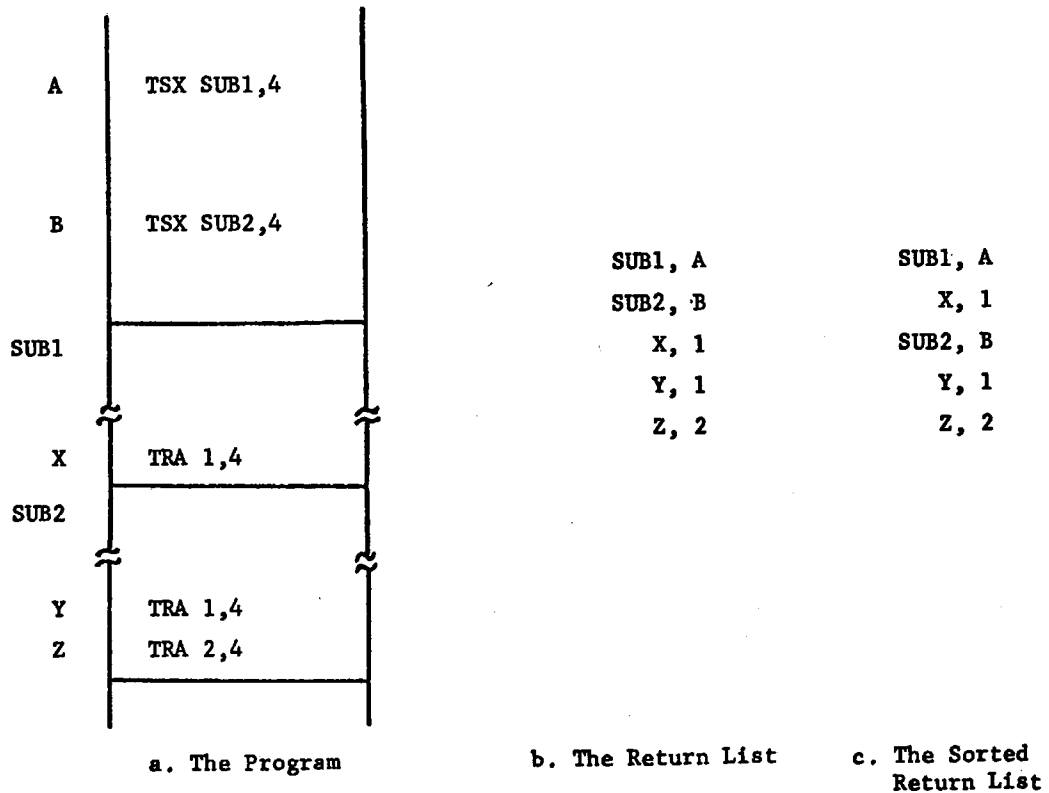 A TSX SUB1,4
B TSX SUB2,4
SUB1
X TRA 1,4
SUB2
Y TRA 1,4
Z TRA 2,4
a. The Program
SUB1, A
SUB2, B
X, 1
Y, 1
Z, 2
b. The Return List
SUB1, A
X, 1
SUB2, B
Y, 1
Z, 2
c. The Sorted
Return List